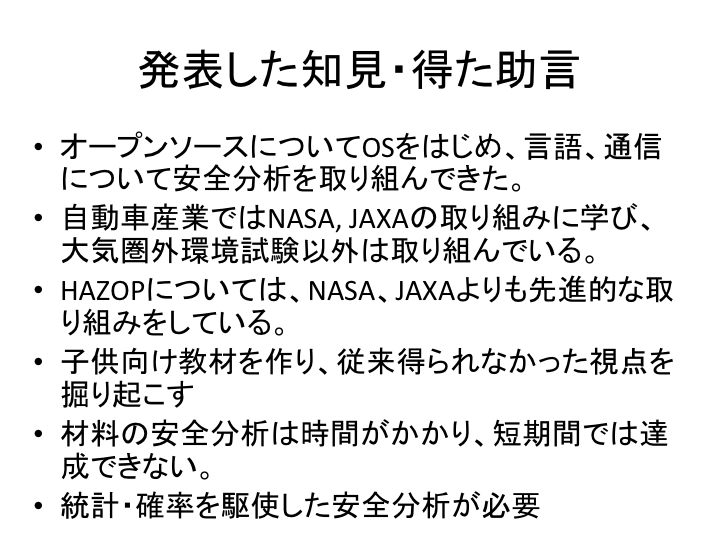 発表した知見・得た助言
• オープンソースについてOSをはじめ、言語、通信
について安全分析を取り組んできた。
• 自動車産業ではNASA, JAXAの取り組みに学び、
大気圏外環境試験以外は取り組んでいる。
• HAZOPについては、NASA、JAXAよりも先進的な取
り組みをしている。
• 子供向け教材を作り、従来得られなかった視点を
掘り起こす
• 材料の安全分析は時間がかかり、短期間では達
成できない。
• 統計・確率を駆使した安全分析が必要